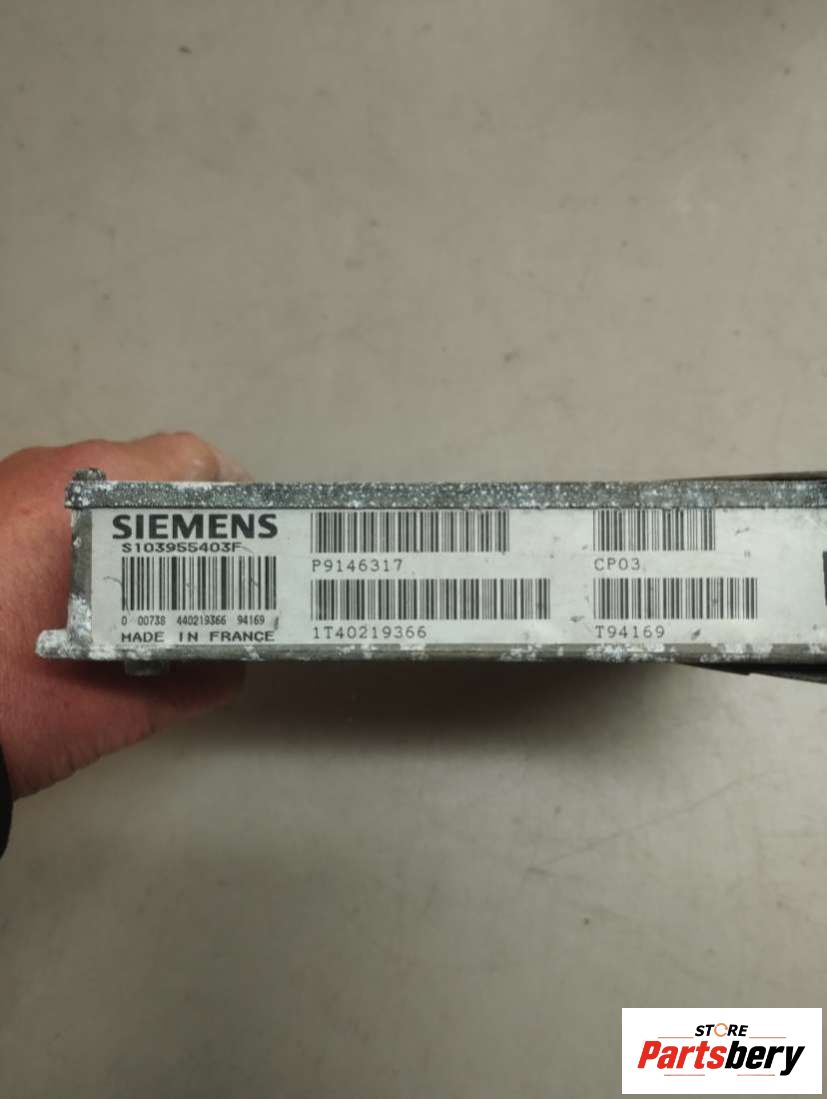 SIEMENS
S103955403F
0 00738 440219366 94169
MADE IN FRANCE
P9146317
1T40219366
CP03
T94169
STORE
Partsbery